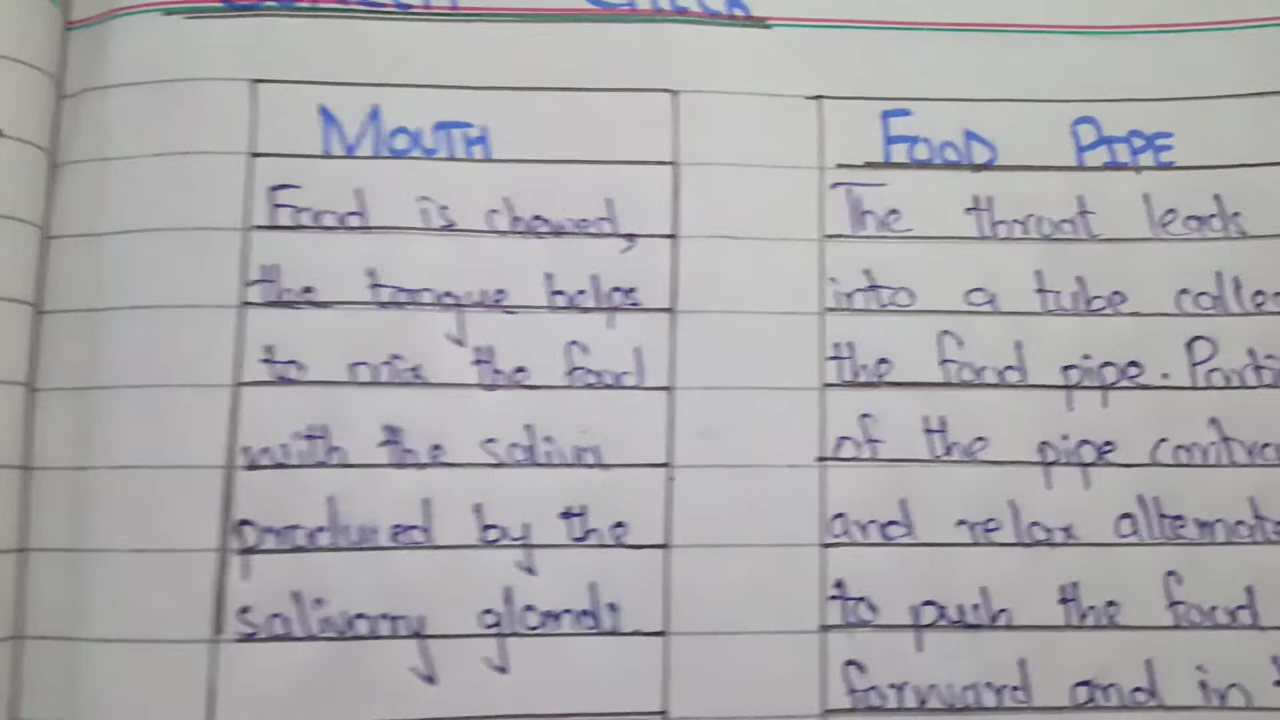 MOUTH
Food is chewed,
the tongue helps
to mix the food
with the saliva
produced by the
salivary glands
FOOD PIPE
The throat leads
into a tube
the food pipe.
of the pipe
and relax
to push the food
forward and in